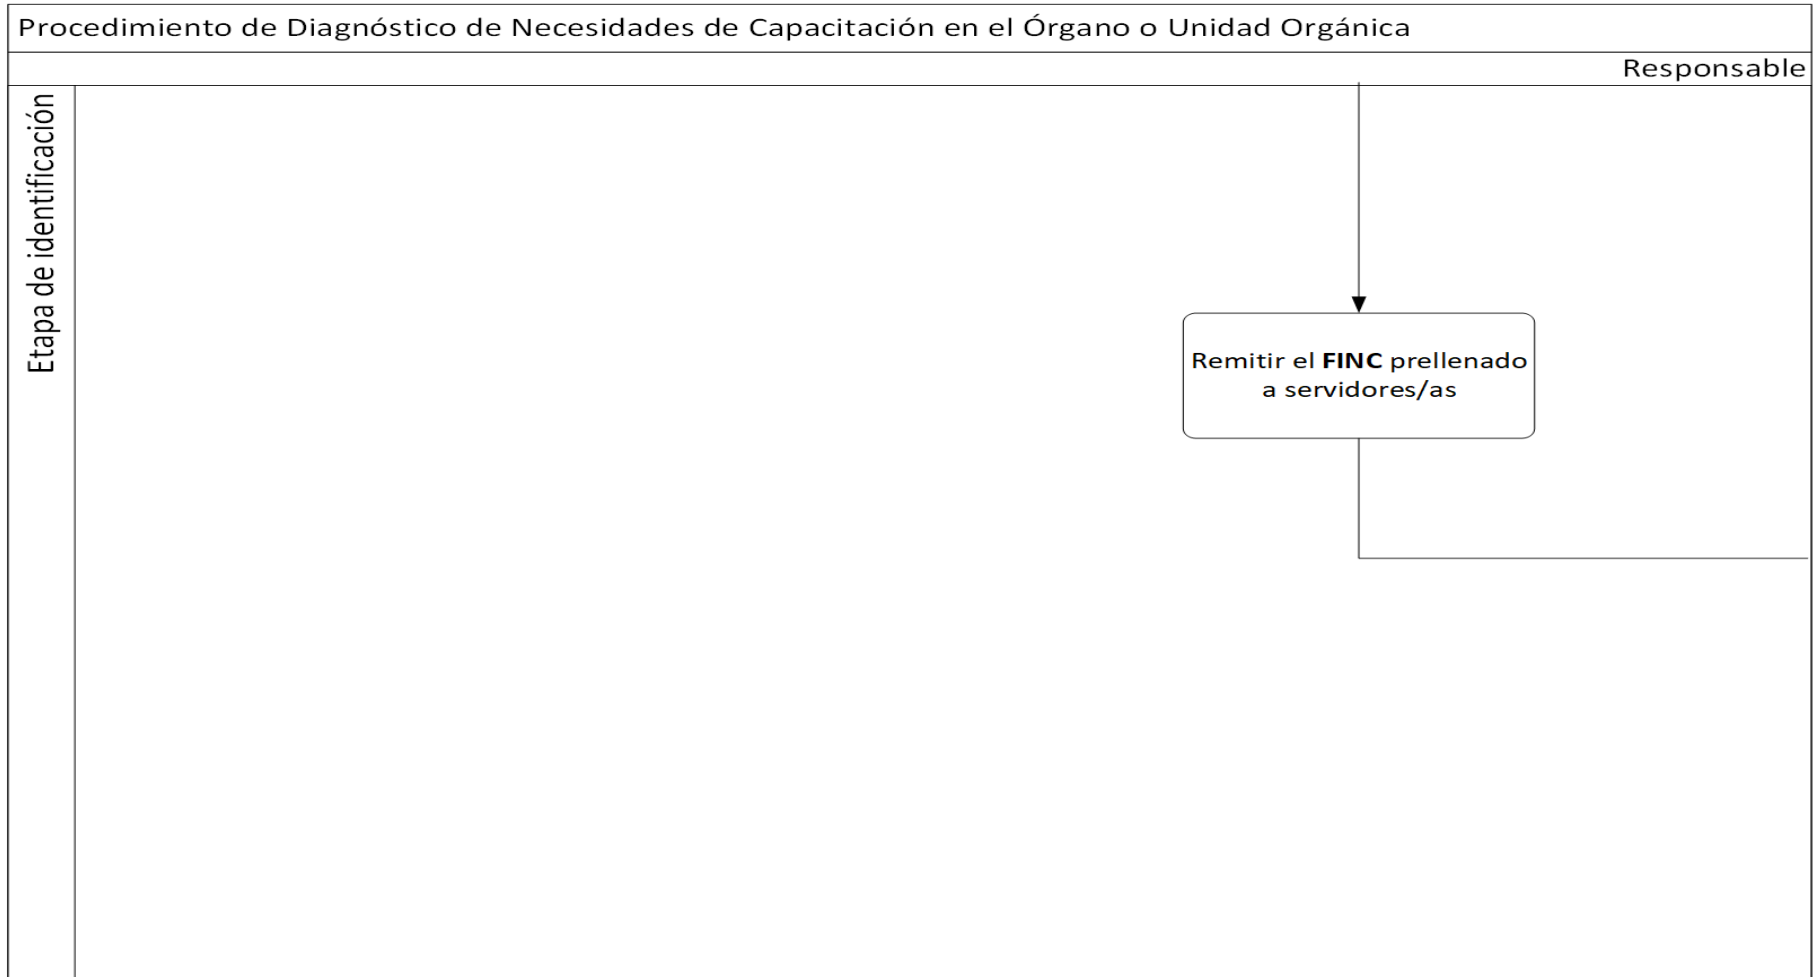 Procedimiento de Diagnóstico de Necesidades de Capacitación en el Órgano o Unidad Orgánica
Responsable
Etapa de identificación
Remitir el FINC prellenado
a servidores/as